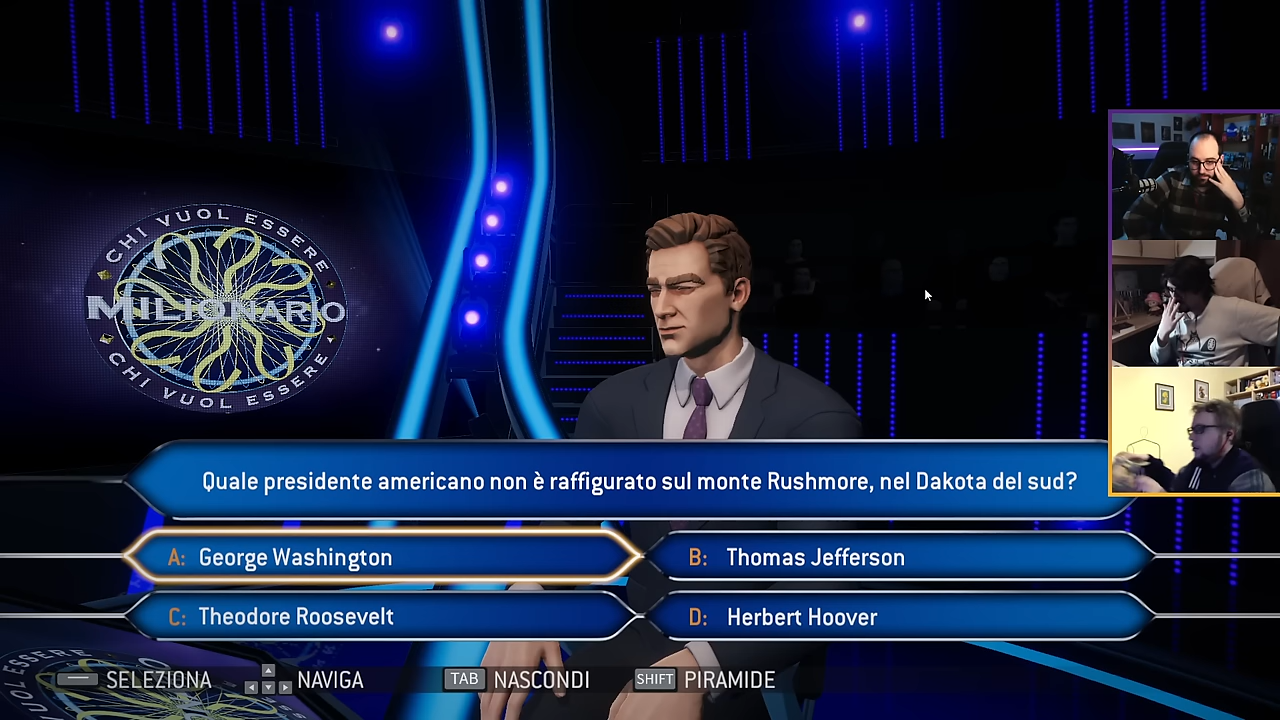 CHI VUOL ESSERE
MILIONARIO
CHI VUOL ESSERE
Quale presidente americano non è raffigurato sul monte Rushmore, nel Dakota del sud?
A: George Washington
B: Thomas Jefferson
C: Theodore Roosevelt
D: Herbert Hoover
ESSERE
SELEZIONA
NAVIGA
TAB NASCONDI
SHIFT PIRAMIDE